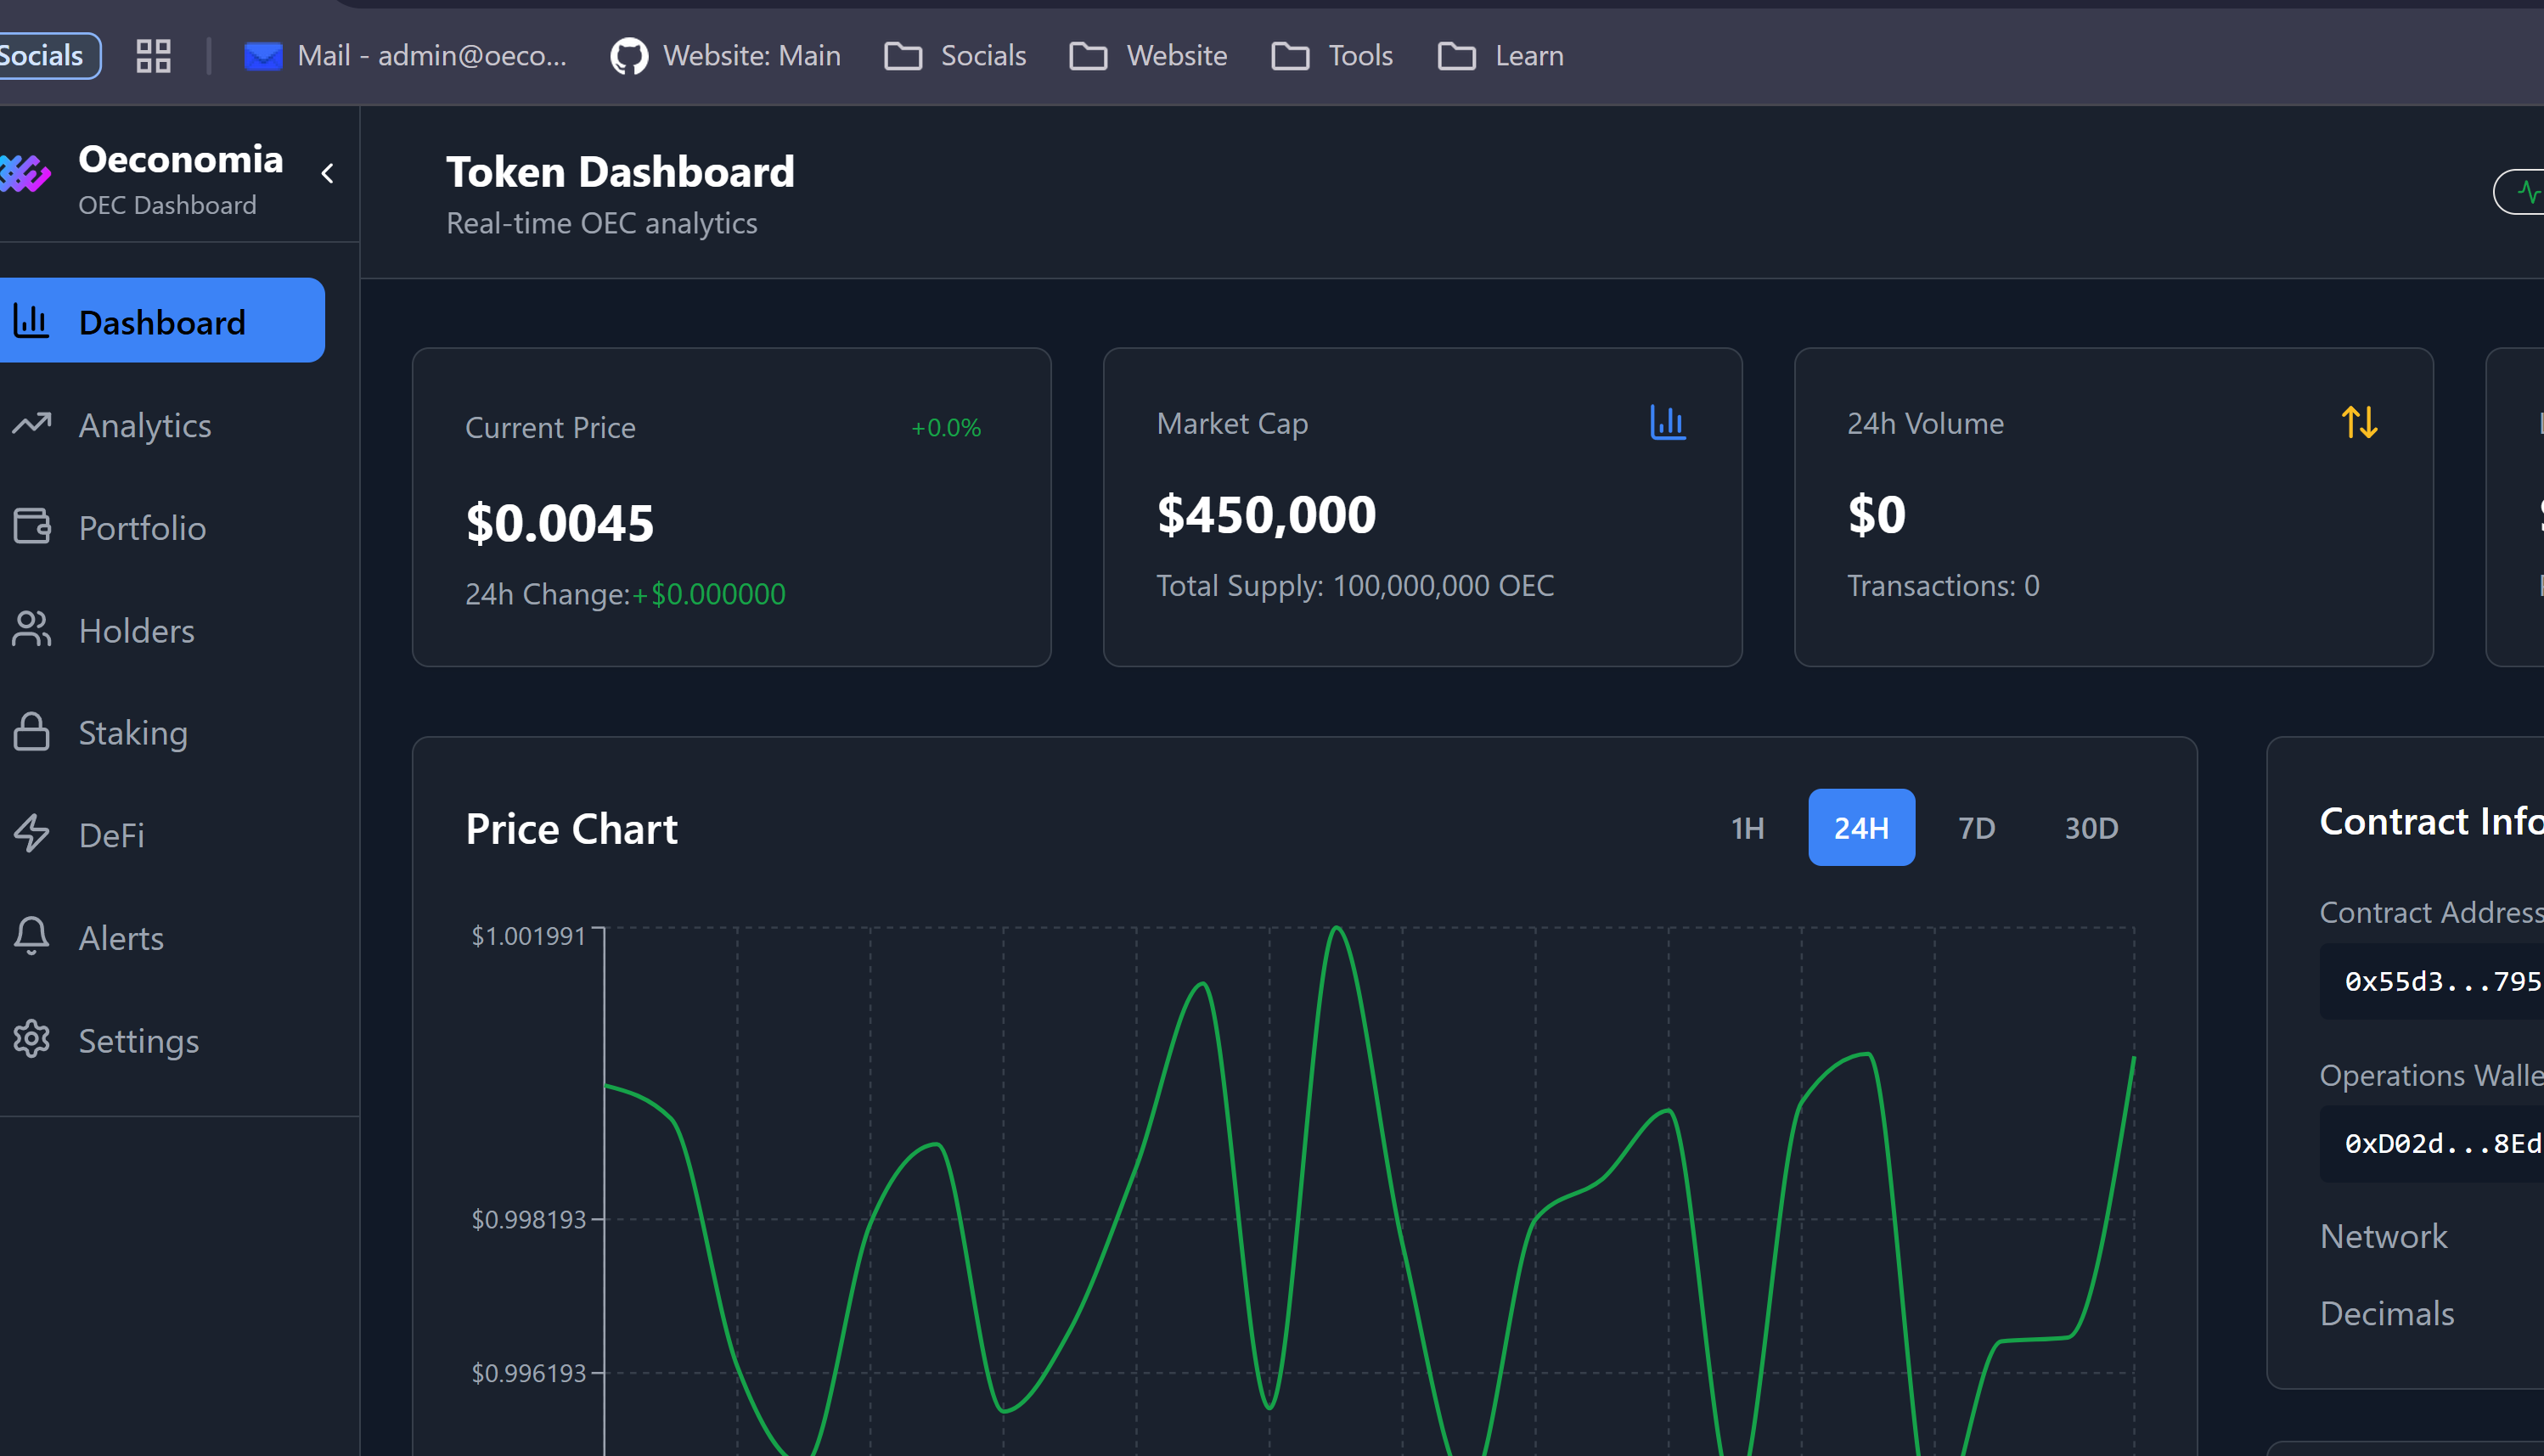 Socials
Mail - admin@oeco...
Website: Main
Socials
Website
Tools
Learn
Oeconomia
OEC Dashboard
Token Dashboard
Real-time OEC analytics
Dashboard
Analytics
Portfolio
Holders
Staking
DeFi
Alerts
Settings
Current Price
+0.0%
$0.0045
24h Change:+$0.000000
Market Cap
$450,000
Total Supply: 100,000,000 OEC
24h Volume
$0
Transactions: 0
Price Chart
1H
24H
7D
30D
$1.001991
$0.998193
$0.996193
Contract Info
Contract Address
0x55d3...795
Operations Walle
0xD02d...8Ed
Network
Decimals